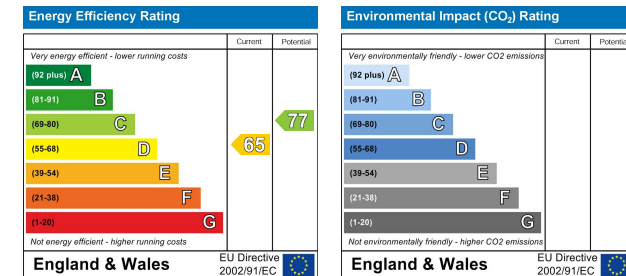 Energy Efficiency Rating
Current Potential
Very energy efficient - lower running costs
(92 plus) A
(81-91) B
(69-80) C
(55-68) D
(39-54) E
(21-38) F
(1-20) G
65
77
Not energy efficient - higher running costs
England & Wales
EU Directive
2002/91/EC
Environmental Impact (CO₂) Rating
Current Potential
Very environmentally friendly - lower CO2 emissions
(92 plus) A
(81-91) B
(69-80) C
(55-68) D
(39-54) E
(21-38) F
(1-20) G
Not environmentally friendly - higher CO2 emissions
England & Wales
EU Directive
2002/91/EC